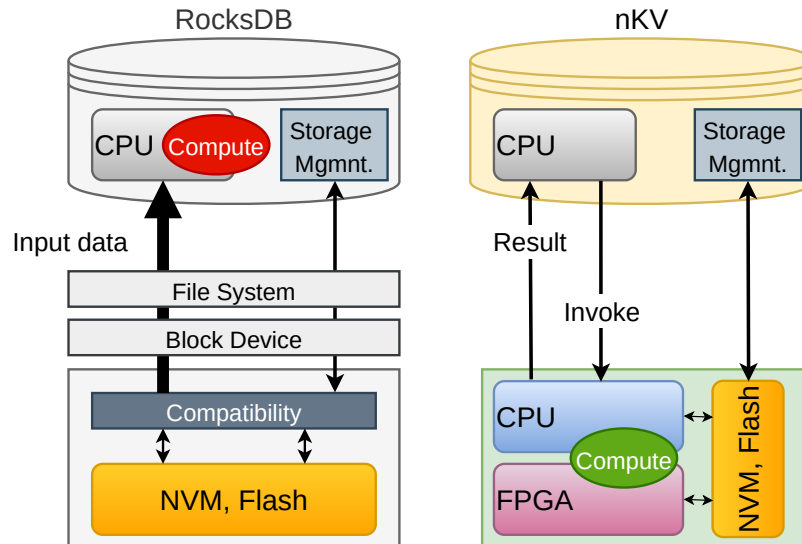 RocksDB
CPU
Compute
Storage
Mgmnt.
Input data
File System
Block Device
Compatibility
NVM, Flash
nKV
CPU
Storage
Mgmnt.
Result
Invoke
CPU
Compute
FPGA
NVM, Flash